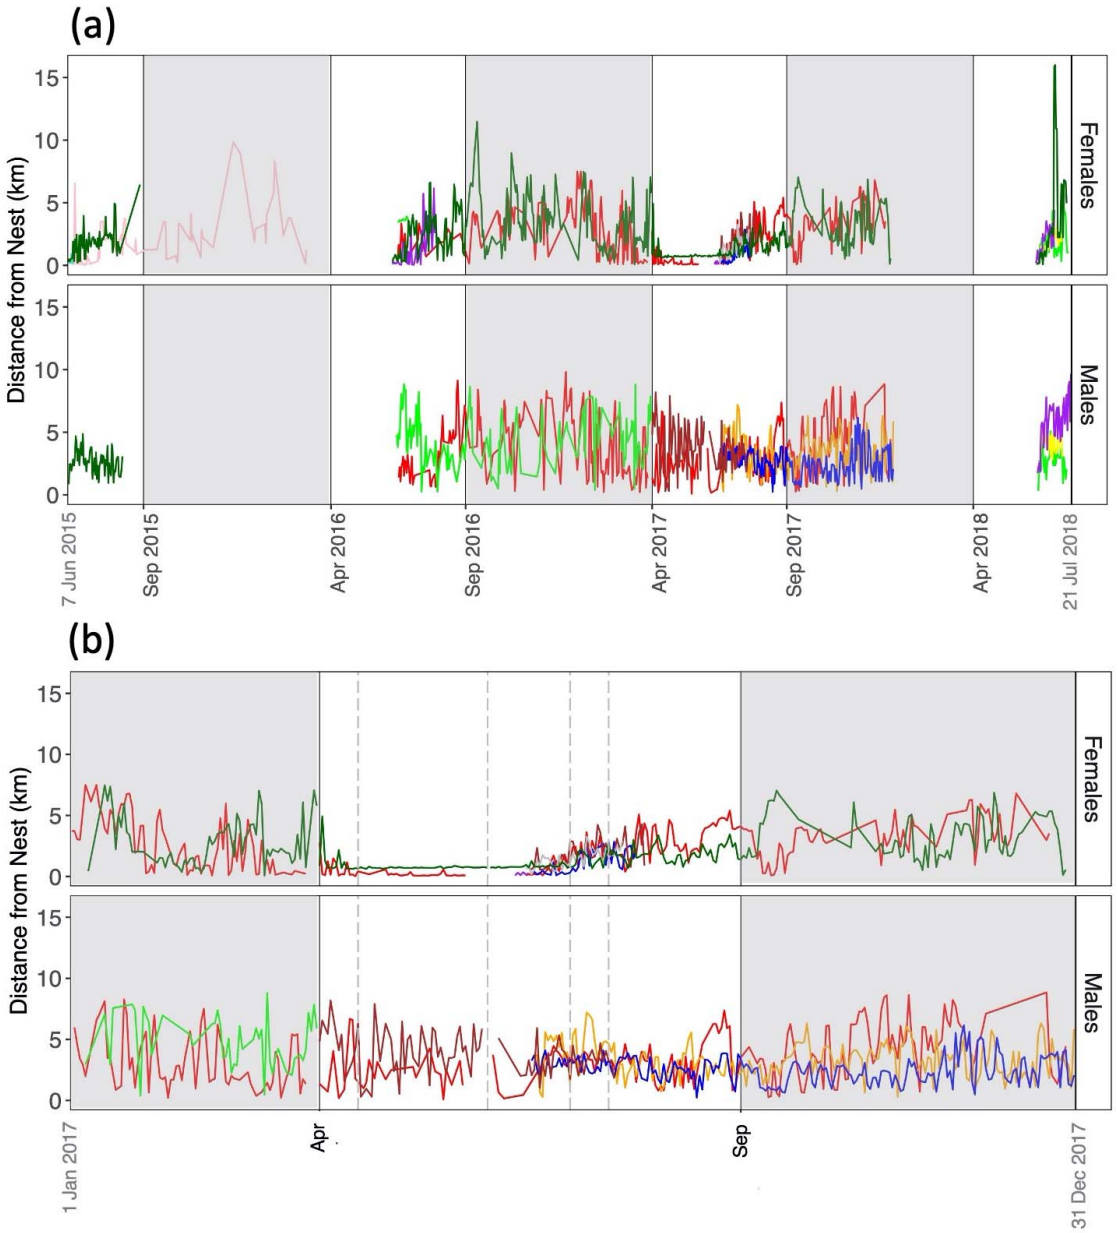 (a)
15
10
5
0
Females
15
10
5
0
Males
Distance from Nest (km)
7 Jun 2015
Sep 2015
Apr 2016
Sep 2016
Apr 2017
Sep 2017
Apr 2018
21 Jul 2018
(b)
15
10
5
0
Females
15
10
5
0
Males
Distance from Nest (km)
1 Jan 2017
Apr
Sep
31 Dec 2017